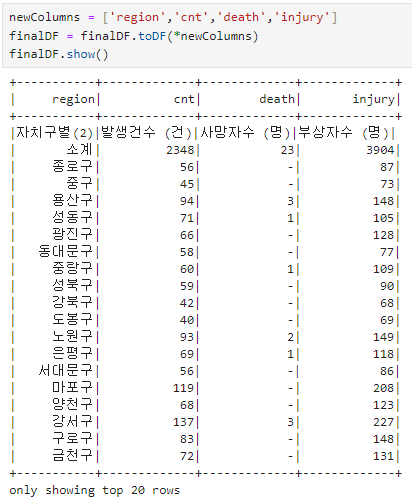 newColumns = ['region','cnt','death','injury']
finalDF = finalDF.toDF(*newColumns)
finalDF.show()
+-----------+-----------+-----------+-----------+
|     region|        cnt|      death|     injury|
+-----------+-----------+-----------+-----------+
|자치구별(2)|발생건수 (건)|사망자수 (명)|부상자수 (명)|
|       소계|       2348|         23|       3904|
|     종로구|         56|          -|         87|
|       중구|         45|          -|         73|
|     용산구|         94|          3|        148|
|     성동구|         71|          1|        105|
|     광진구|         66|          -|        128|
|   동대문구|         58|          -|         77|
|     중랑구|         60|          1|        109|
|     성북구|         59|          -|         90|
|     강북구|         42|          -|         68|
|     도봉구|         40|          -|         69|
|     노원구|         93|          2|        149|
|     은평구|         69|          1|        118|
|   서대문구|         56|          -|         86|
|     마포구|        119|          -|        208|
|     양천구|         68|          -|        123|
|     강서구|        137|          3|        227|
|     구로구|         83|          -|        148|
|     금천구|         72|          -|        131|
+-----------+-----------+-----------+-----------+
only showing top 20 rows